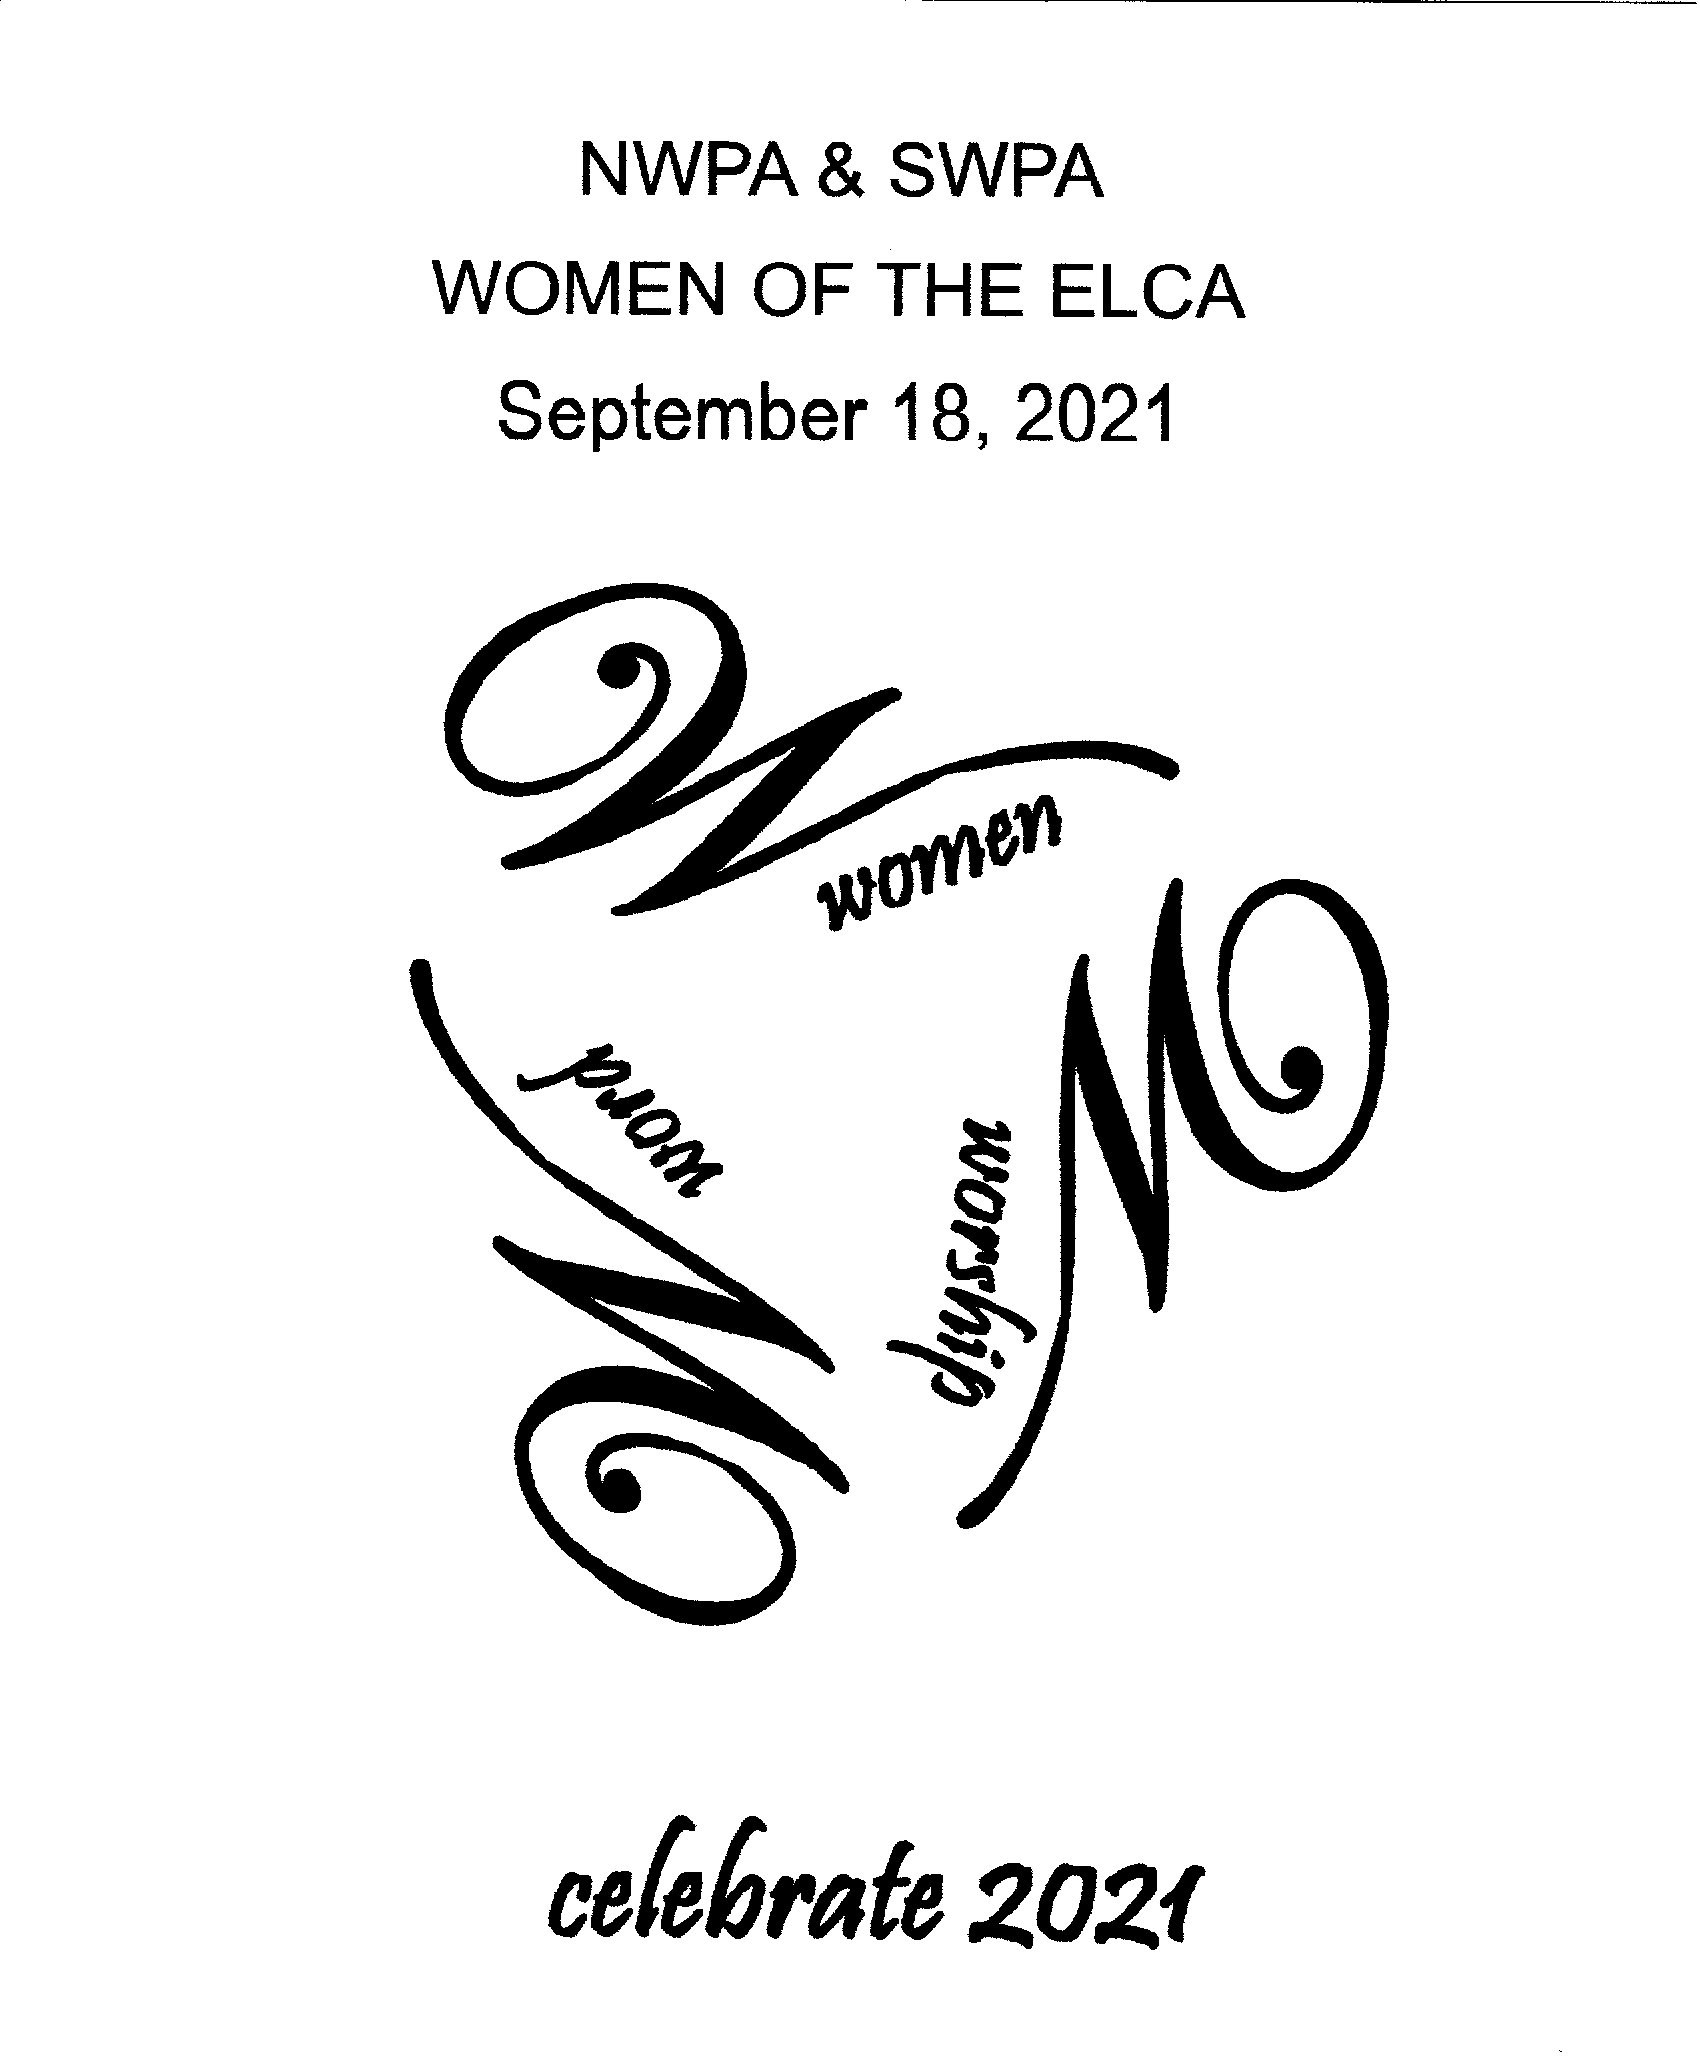 NWPA & SWPA
WOMEN OF THE ELCA
September 18, 2021
W
women
W
worship
W
word
celebrate 2021